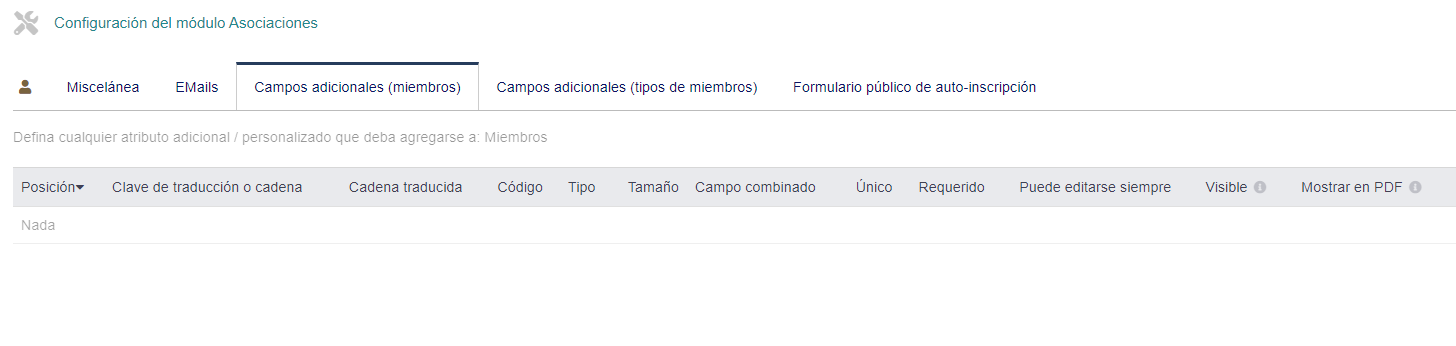 Configuración del módulo Asociaciones
Miscelánea EMails Campos adicionales (miembros) Campos adicionales (tipos de miembros) Formulario público de auto-inscripción
Defina cualquier atributo adicional / personalizado que deba agregarse a: Miembros
Posición Clave de traducción o cadena Cadena traducida Código Tipo Tamaño Campo combinado Único Requerido Puede editarse siempre Visible Mostrar en PDF
Nada